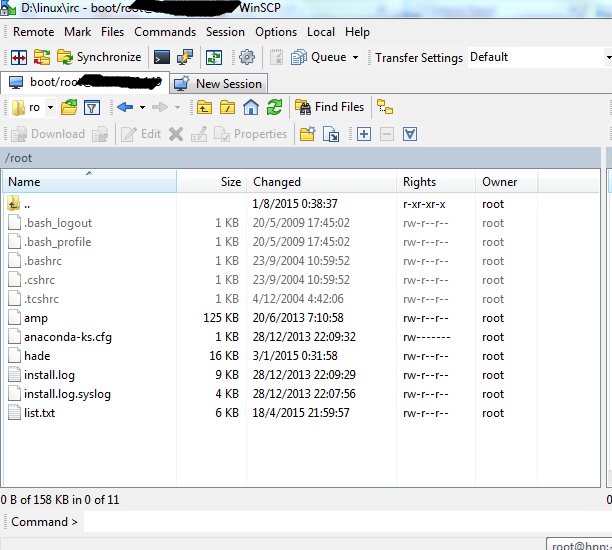 D:\linux\irc - boot/root@ WinSCP
Remote Mark Files Commands Session Options Local Help
Synchronize Queue Transfer Settings Default
boot/root New Session
ro Find Files
Download Edit Properties
/root
Name Size Changed Rights Owner
.. 1/8/2015 0:38:37 r-xr-xr-x root
.bash_logout 1 KB 20/5/2009 17:45:02 rw-r--r-- root
.bash_profile 1 KB 20/5/2009 17:45:02 rw-r--r-- root
.bashrc 1 KB 23/9/2004 10:59:52 rw-r--r-- root
.cshrc 1 KB 23/9/2004 10:59:52 rw-r--r-- root
.tcshrc 1 KB 4/12/2004 4:42:06 rw-r--r-- root
amp 125 KB 20/6/2013 7:10:58 rw-r--r-- root
anaconda-ks.cfg 1 KB 28/12/2013 22:09:32 rw------- root
hade 16 KB 3/1/2015 0:31:58 rw-r--r-- root
install.log 9 KB 28/12/2013 22:09:29 rw-r--r-- root
install.log.syslog 4 KB 28/12/2013 22:07:56 rw-r--r-- root
list.txt 6 KB 18/4/2015 21:59:57 rw-r--r-- root
0 B of 158 KB in 0 of 11
Command >
root@hpn: